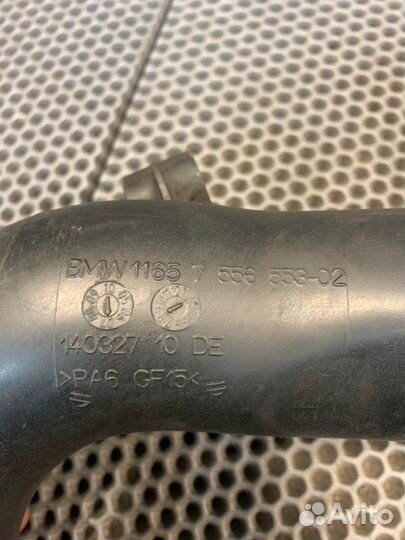 BMW 1165 7 556 553-02
140327 10 DE
>PA6 GF15<
Avito